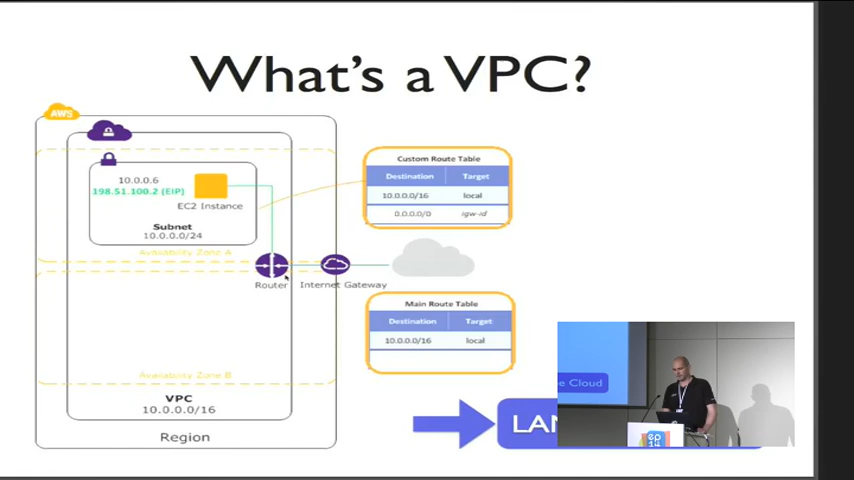 What's a VPC?
AWS
10.0.0.6
198.51.100.2 (EIP)
EC2 Instance
Subnet
10.0.0.0/24
Availability Zone A
Router
Internet Gateway
Availability Zone B
VPC
10.0.0.0/16
Region
Custom Route Table
Destination Target
10.0.0.0/16 local
0.0.0.0/0 igw-id
Main Route Table
Destination Target
10.0.0.0/16 local
LAN
Cloud
ep
14